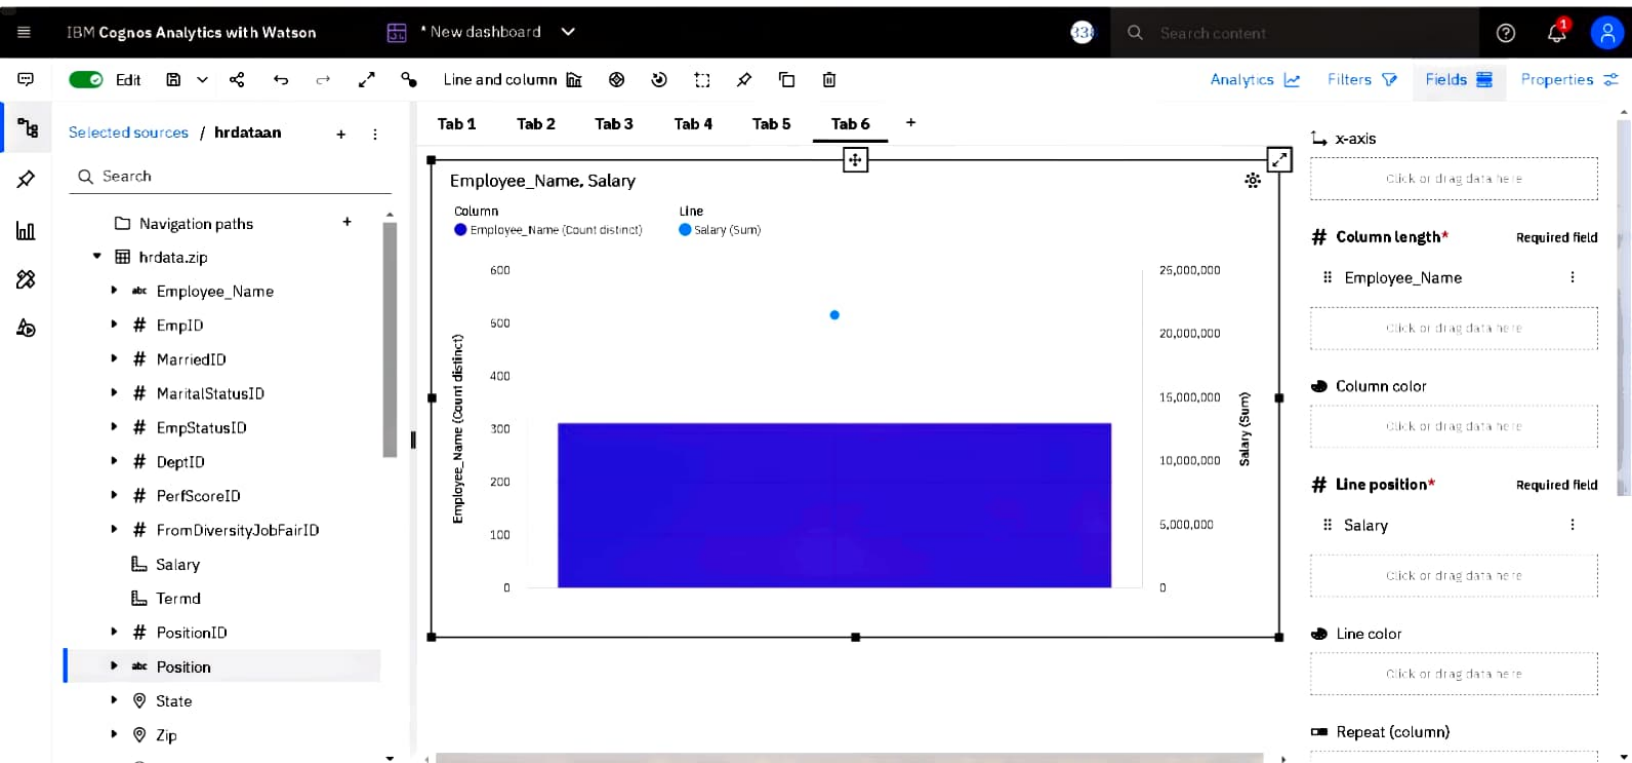 IBM Cognos Analytics with Watson
* New dashboard
Search content
1
Edit
Line and column
Analytics
Filters
Fields
Properties
Selected sources / hrdataan
Search
Navigation paths
hrdata.zip
abc Employee_Name
# EmpID
# MarriedID
# MaritalStatusID
# EmpStatusID
# DeptID
# PerfScoreID
# FromDiversityJobFairID
Salary
Termd
# PositionID
abc Position
State
Zip
Tab 1
Tab 2
Tab 3
Tab 4
Tab 5
Tab 6
+
Employee_Name, Salary
Column
Line
Employee_Name (Count distinct)
Salary (Sum)
600
500
400
300
200
100
0
Employee_Name (Count distinct)
25,000,000
20,000,000
15,000,000
10,000,000
5,000,000
0
Salary (Sum)
x-axis
Click or drag data here
# Column length* Required field
Employee_Name
Click or drag data here
Column color
Click or drag data here
# Line position* Required field
Salary
Click or drag data here
Line color
Click or drag data here
Repeat (column)